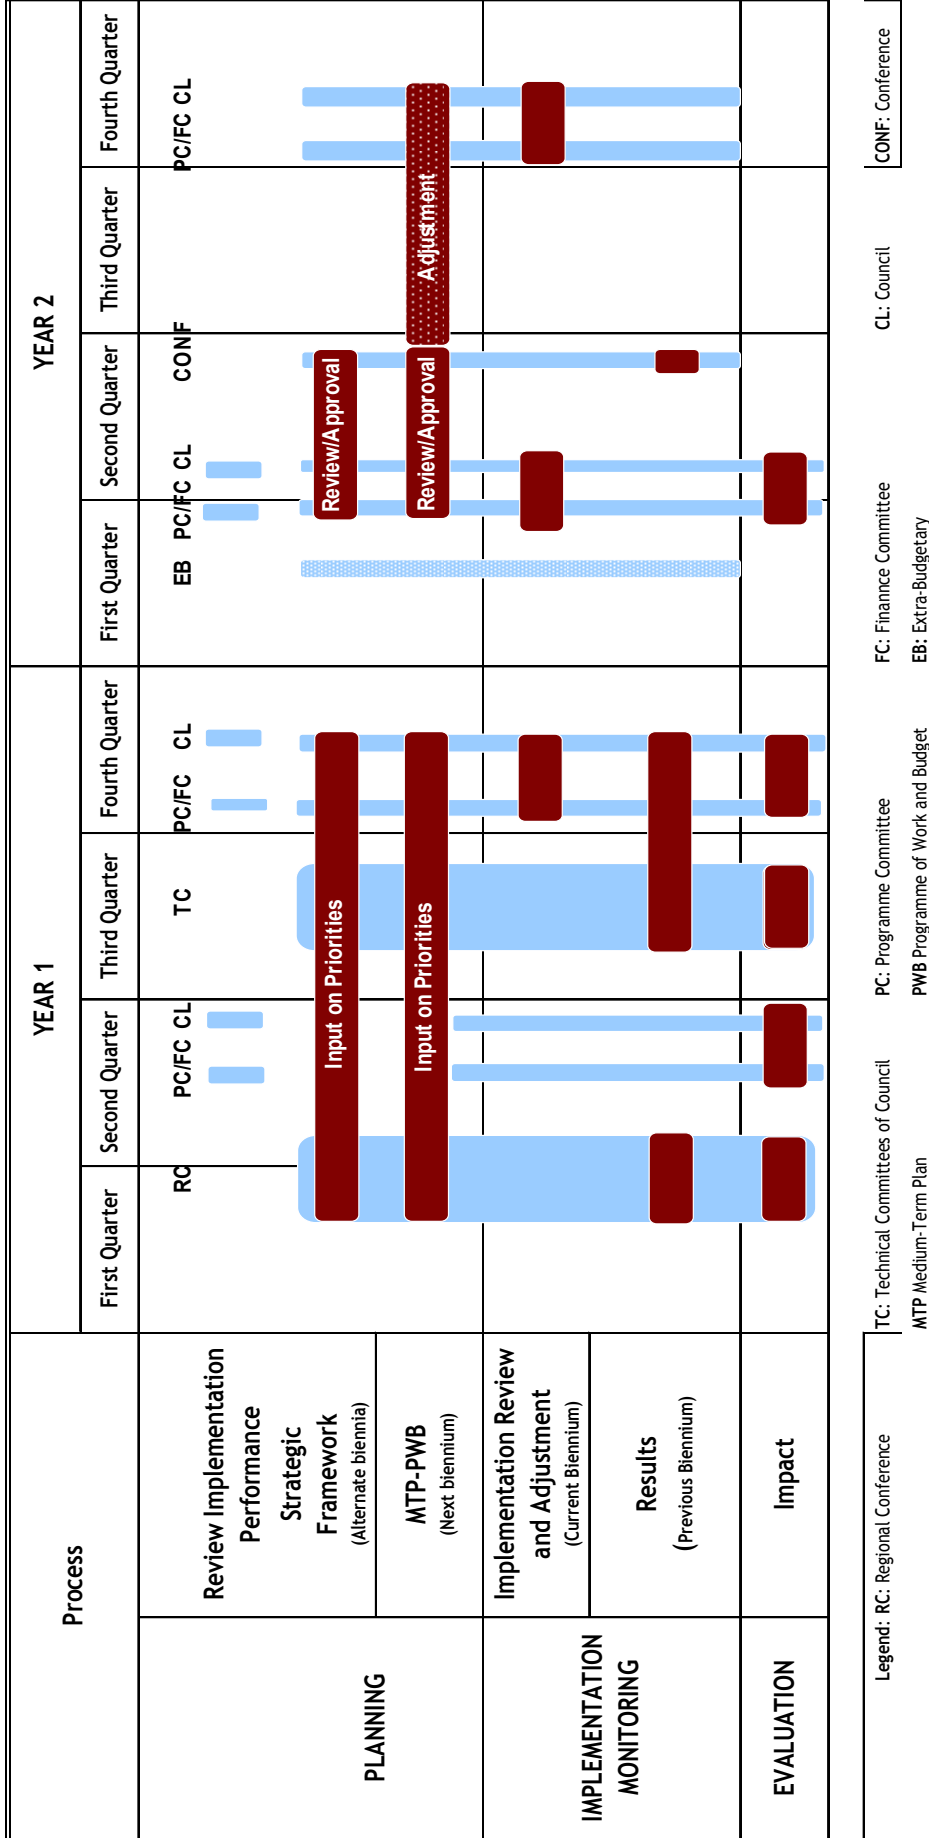 Process
YEAR 1
YEAR 2
First Quarter
Second Quarter
Third Quarter
Fourth Quarter
First Quarter
Second Quarter
Third Quarter
Fourth Quarter
RC
PC/FC CL
TC
PC/FC CL
EB
PC/FC CL
CONF
PC/FC CL
PLANNING
Review Implementation
Performance
Strategic
Framework
(Alternate biennia)
Input on Priorities
Review/Approval
MTP-PWB
(Next biennium)
Input on Priorities
Review/Approval
Adjustment
IMPLEMENTATION
MONITORING
Implementation Review
and Adjustment
(Current Biennium)
Results
(Previous Biennium)
EVALUATION
Impact
Legend: RC: Regional Conference TC: Technical Committees of Council PC: Programme Committee FC: Finannce Committee CL: Council CONF: Conference
MTP Medium-Term Plan PWB Programme of Work and Budget EB: Extra-Budgetary